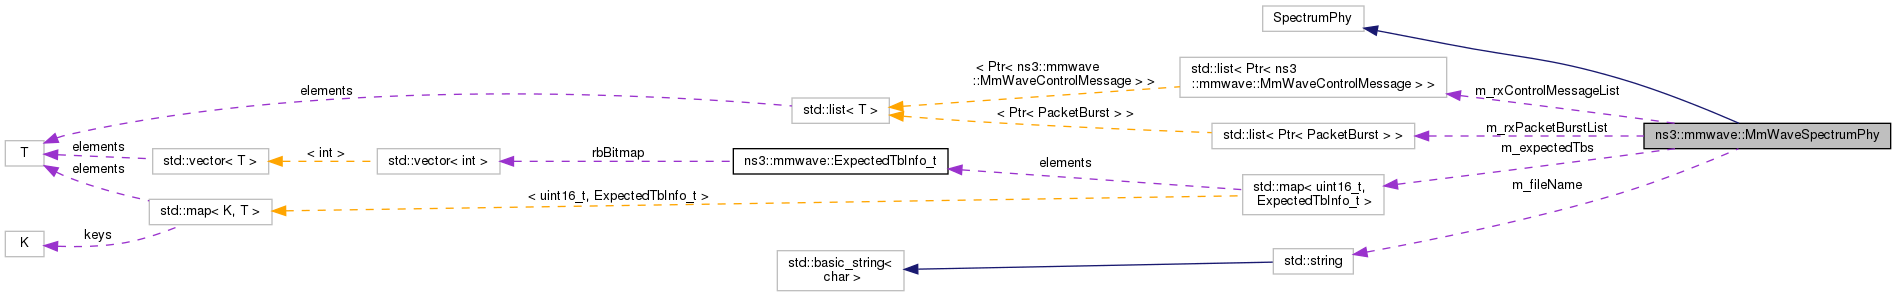 SpectrumPhy
< Ptr< ns3::mmwave
::MmWaveControlMessage > >
std::list< Ptr< ns3
::mmwave::MmWaveControlMessage > >
elements
m_rxControlMessageList
std::list< T >
< Ptr< PacketBurst > >
std::list< Ptr< PacketBurst > >
m_rxPacketBurstList
ns3::mmwave::MmWaveSpectrumPhy
T
elements
std::vector< T >
< int >
std::vector< int >
rbBitmap
ns3::mmwave::ExpectedTbInfo_t
elements
m_expectedTbs
elements
std::map< uint16_t,
ExpectedTbInfo_t >
m_fileName
< uint16_t, ExpectedTbInfo_t >
std::map< K, T >
keys
K
std::basic_string<
char >
std::string